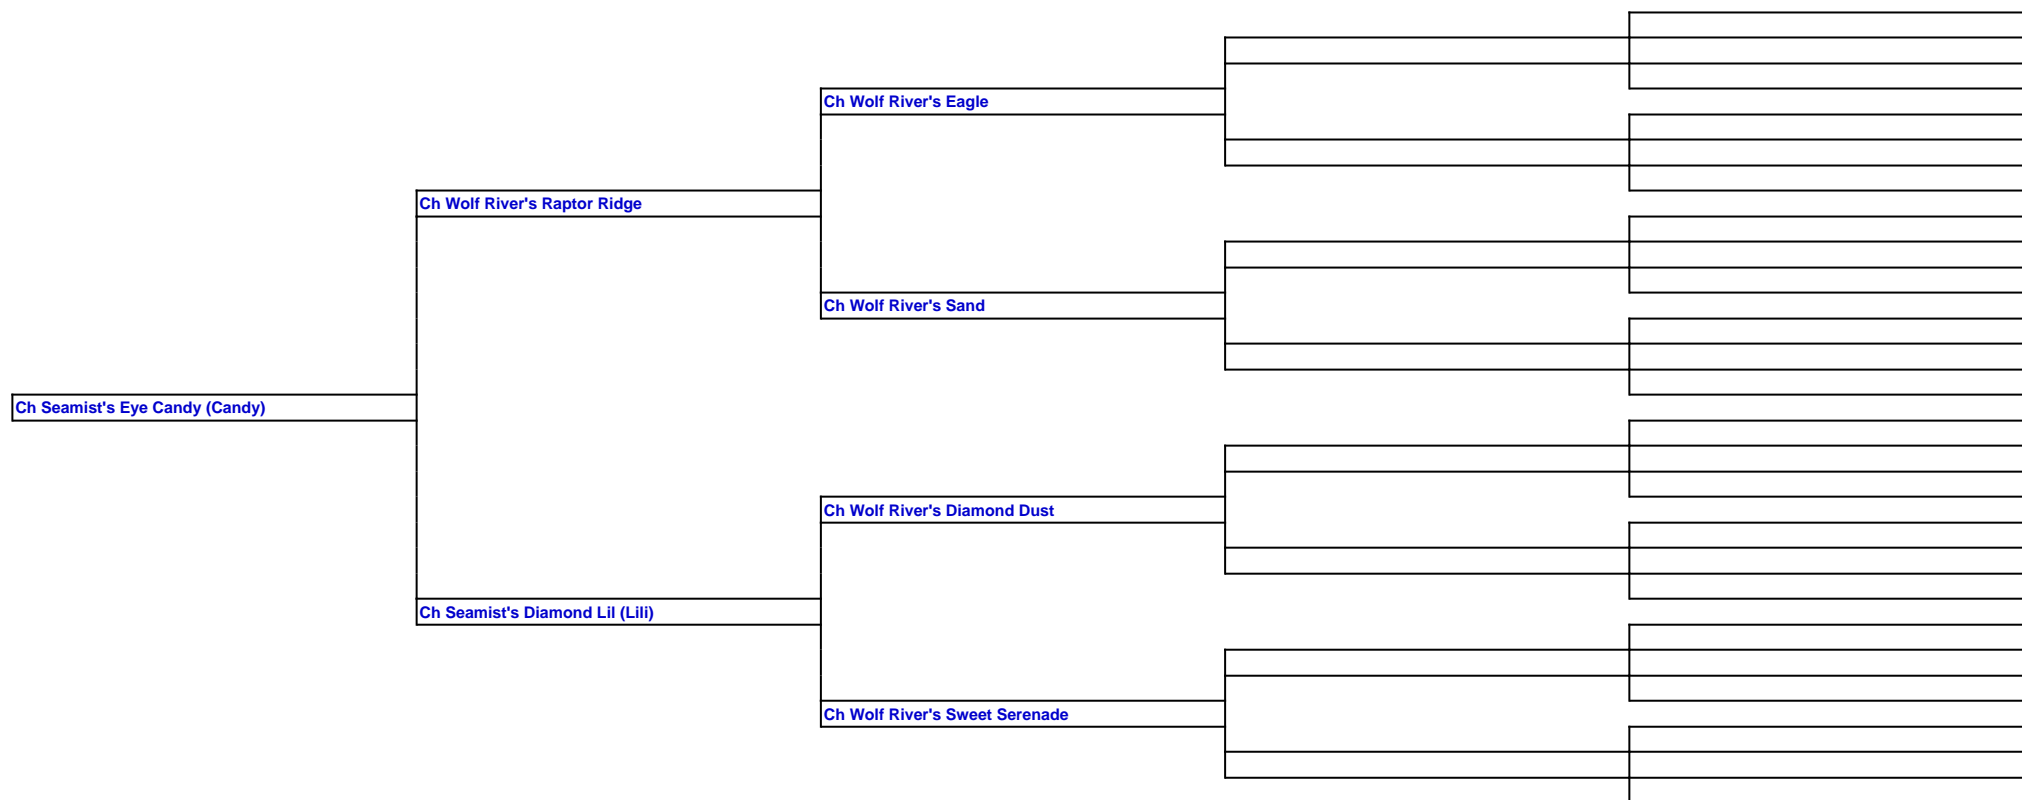 Ch Wolf River's Eagle
Ch Wolf River's Raptor Ridge
Ch Wolf River's Sand
Ch Seamist's Eye Candy (Candy)
Ch Wolf River's Diamond Dust
Ch Seamist's Diamond Lil (Lili)
Ch Wolf River's Sweet Serenade